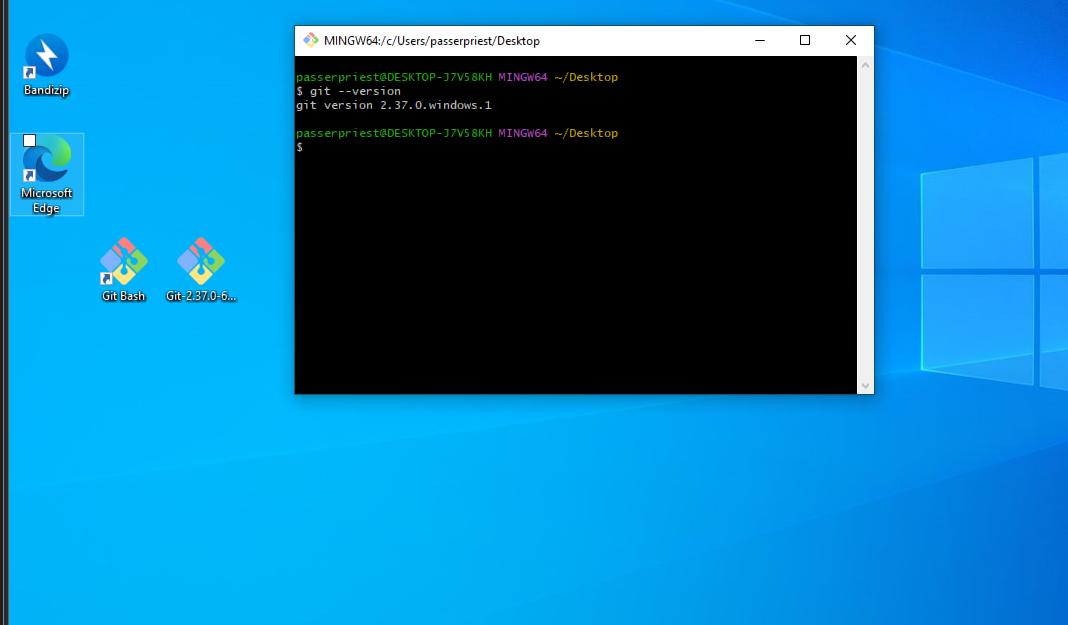 Bandizip
Microsoft
Edge
Git Bash
Git-2.37.0-6...
MINGW64:/c/Users/passerpriest/Desktop
passerpriest@DESKTOP-J7V58KH MINGW64 ~/Desktop
$ git --version
git version 2.37.0.windows.1
passerpriest@DESKTOP-J7V58KH MINGW64 ~/Desktop
$